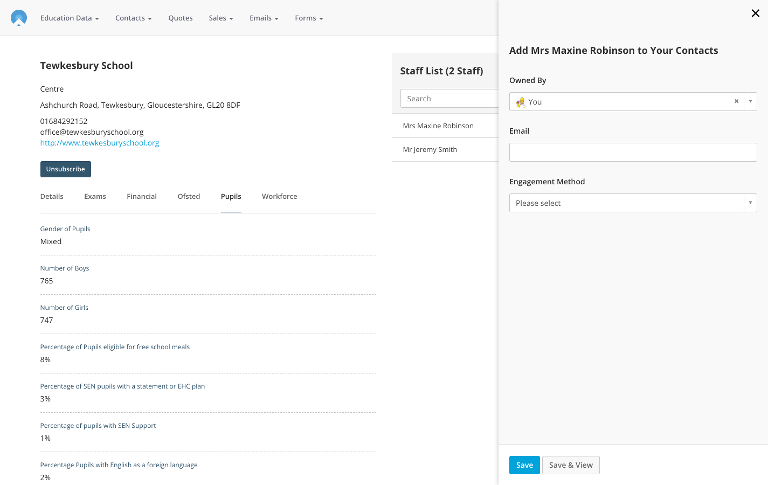 Education Data
Contacts
Quotes
Sales
Emails
Forms
Tewkesbury School
Centre
Ashchurch Road, Tewkesbury, Gloucestershire, GL20 8DF
01684292152
office@tewkesburyschool.org
http://www.tewkesburyschool.org
Unsubscribe
Details
Exams
Financial
Ofsted
Pupils
Workforce
Gender of Pupils
Mixed
Number of Boys
765
Number of Girls
747
Percentage of Pupils eligible for free school meals
8%
Percentage of SEN pupils with a statement or EHC plan
3%
Percentage of pupils with SEN Support
1%
Percentage Pupils with English as a foreign language
2%
Staff List (2 Staff)
Search
Mrs Maxine Robinson
Mr Jeremy Smith
Add Mrs Maxine Robinson to Your Contacts
Owned By
You
Email
Engagement Method
Please select
Save
Save & View